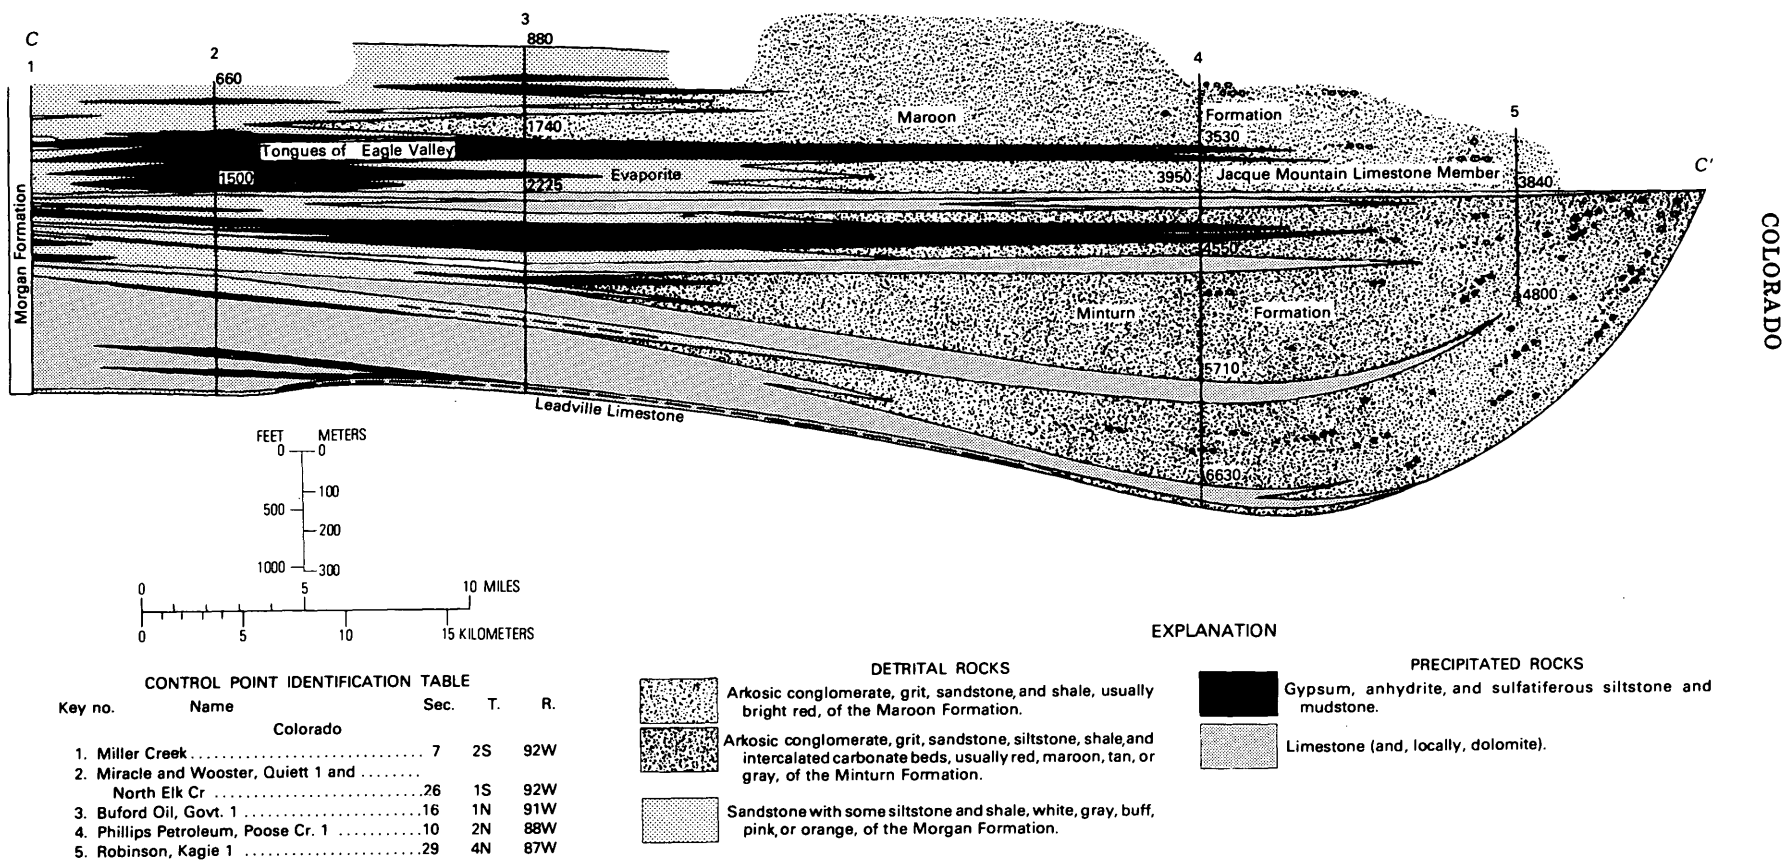 C
1
2
3
4
5
C'
660
880
1740
Tongues of Eagle Valley
1500
Evaporite
2225
Maroon
Formation
3530
3950
Jacque Mountain Limestone Member
3840
4550
4800
Minturn
Formation
5710
6630
Leadville Limestone
Morgan Formation
COLORADO
FEET METERS
0 0
100
500
200
1000 300
0 5 10 MILES
0 5 10 15 KILOMETERS
CONTROL POINT IDENTIFICATION TABLE
Key no. Name Sec. T. R.
Colorado
1. Miller Creek............................ 7 2S 92W
2. Miracle and Wooster, Quiett 1 and ........
North Elk Cr ........................26 1S 92W
3. Buford Oil, Govt. 1 ....................16 1N 91W
4. Phillips Petroleum, Poose Cr. 1 ..........10 2N 88W
5. Robinson, Kagie 1 .....................29 4N 87W
EXPLANATION
DETRITAL ROCKS
Arkosic conglomerate, grit, sandstone, and shale, usually
bright red, of the Maroon Formation.
Arkosic conglomerate, grit, sandstone, siltstone, shale, and
intercalated carbonate beds, usually red, maroon, tan, or
gray, of the Minturn Formation.
Sandstone with some siltstone and shale, white, gray, buff,
pink, or orange, of the Morgan Formation.
PRECIPITATED ROCKS
Gypsum, anhydrite, and sulfatiferous siltstone and
mudstone.
Limestone (and, locally, dolomite).